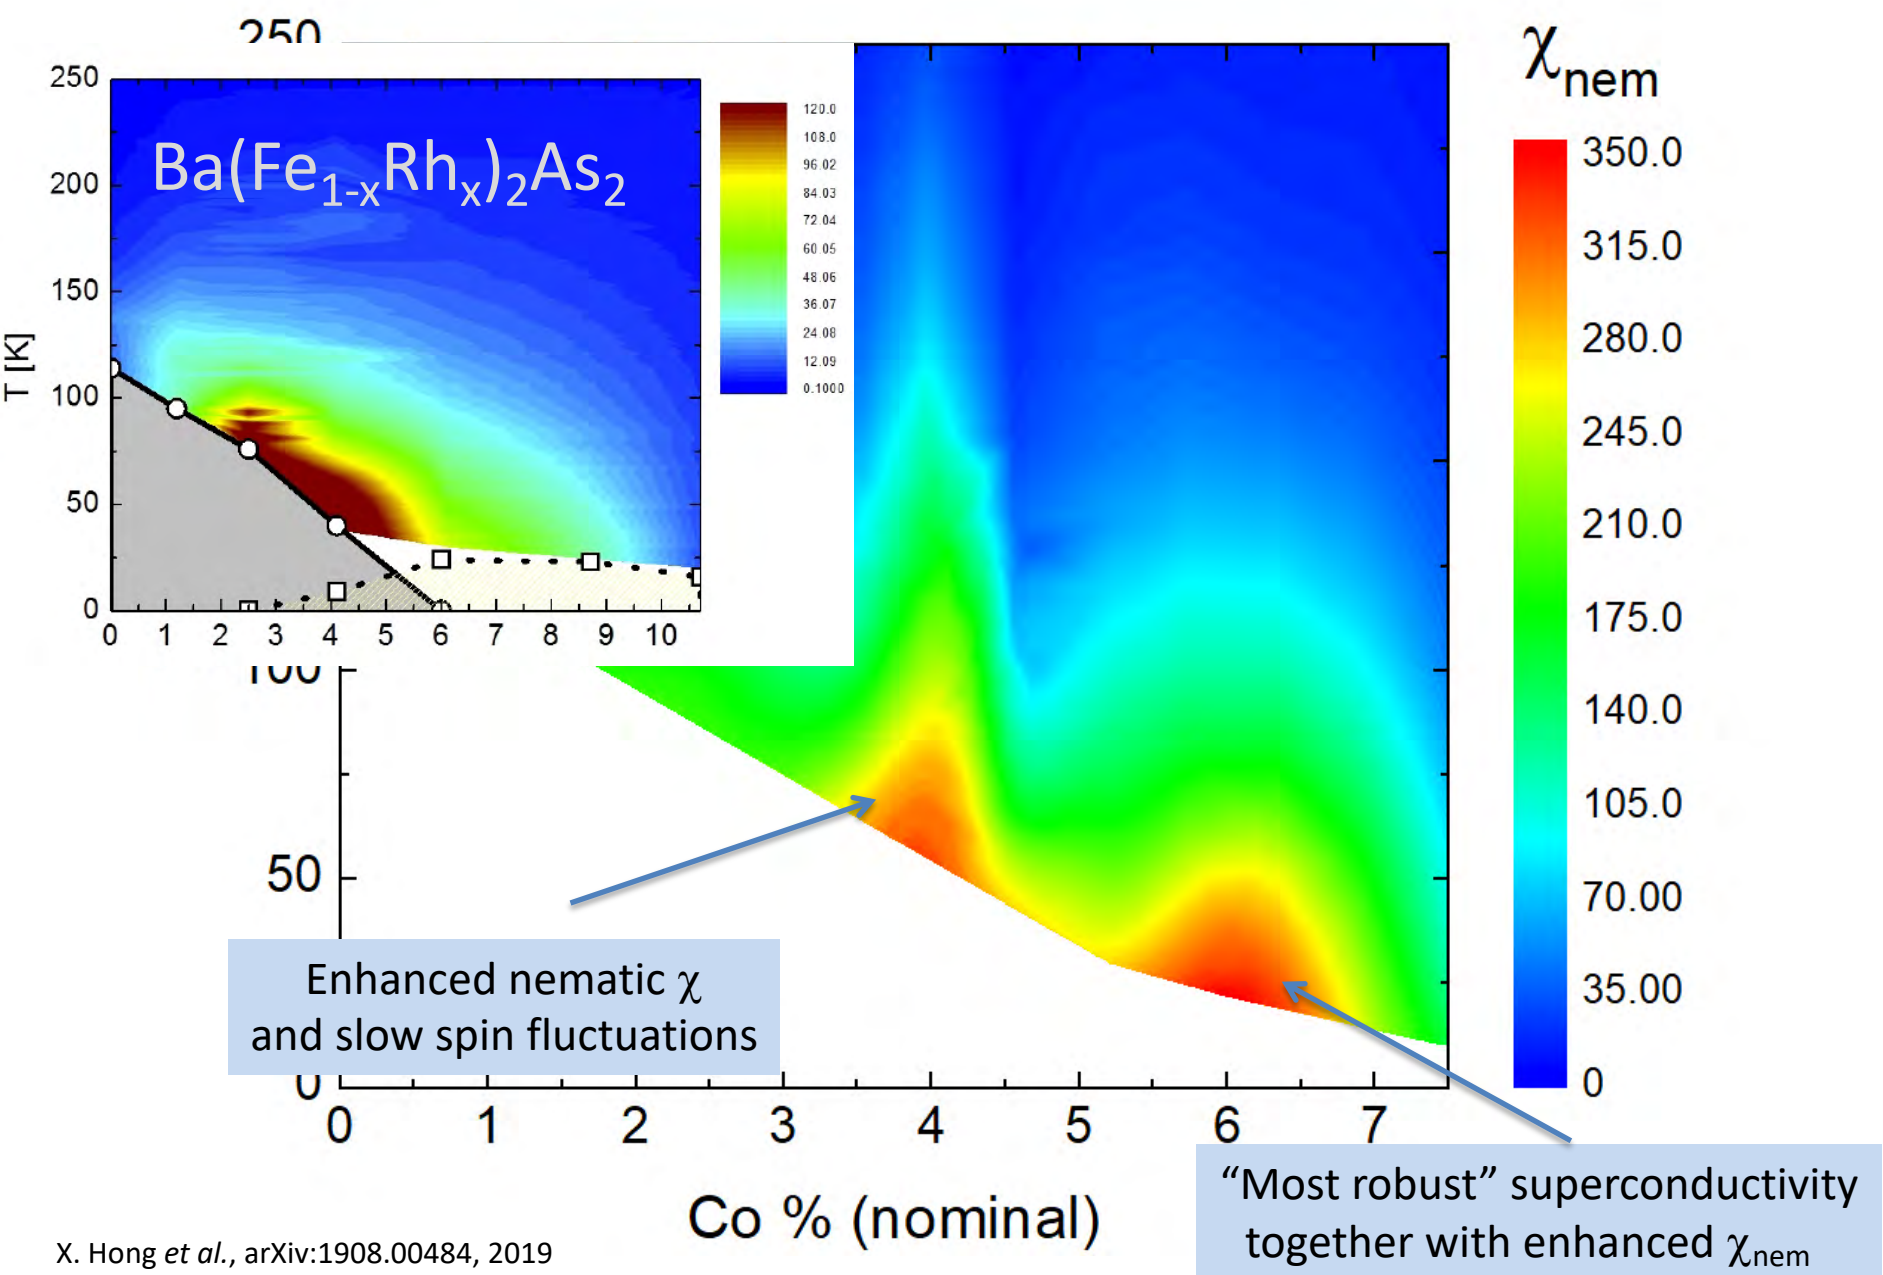 250
χnem
250
200
150
100
50
0
T [K]
Ba(Fe1-xRhx)2As2
120.0
108.0
96.02
84.03
72.04
60.05
48.06
36.07
24.08
12.09
0.1000
0 1 2 3 4 5 6 7 8 9 10
350.0
315.0
280.0
245.0
210.0
175.0
140.0
105.0
70.00
35.00
0
100
50
0
Enhanced nematic χ
and slow spin fluctuations
0 1 2 3 4 5 6 7
Co % (nominal)
“Most robust” superconductivity
together with enhanced χnem
X. Hong et al., arXiv:1908.00484, 2019